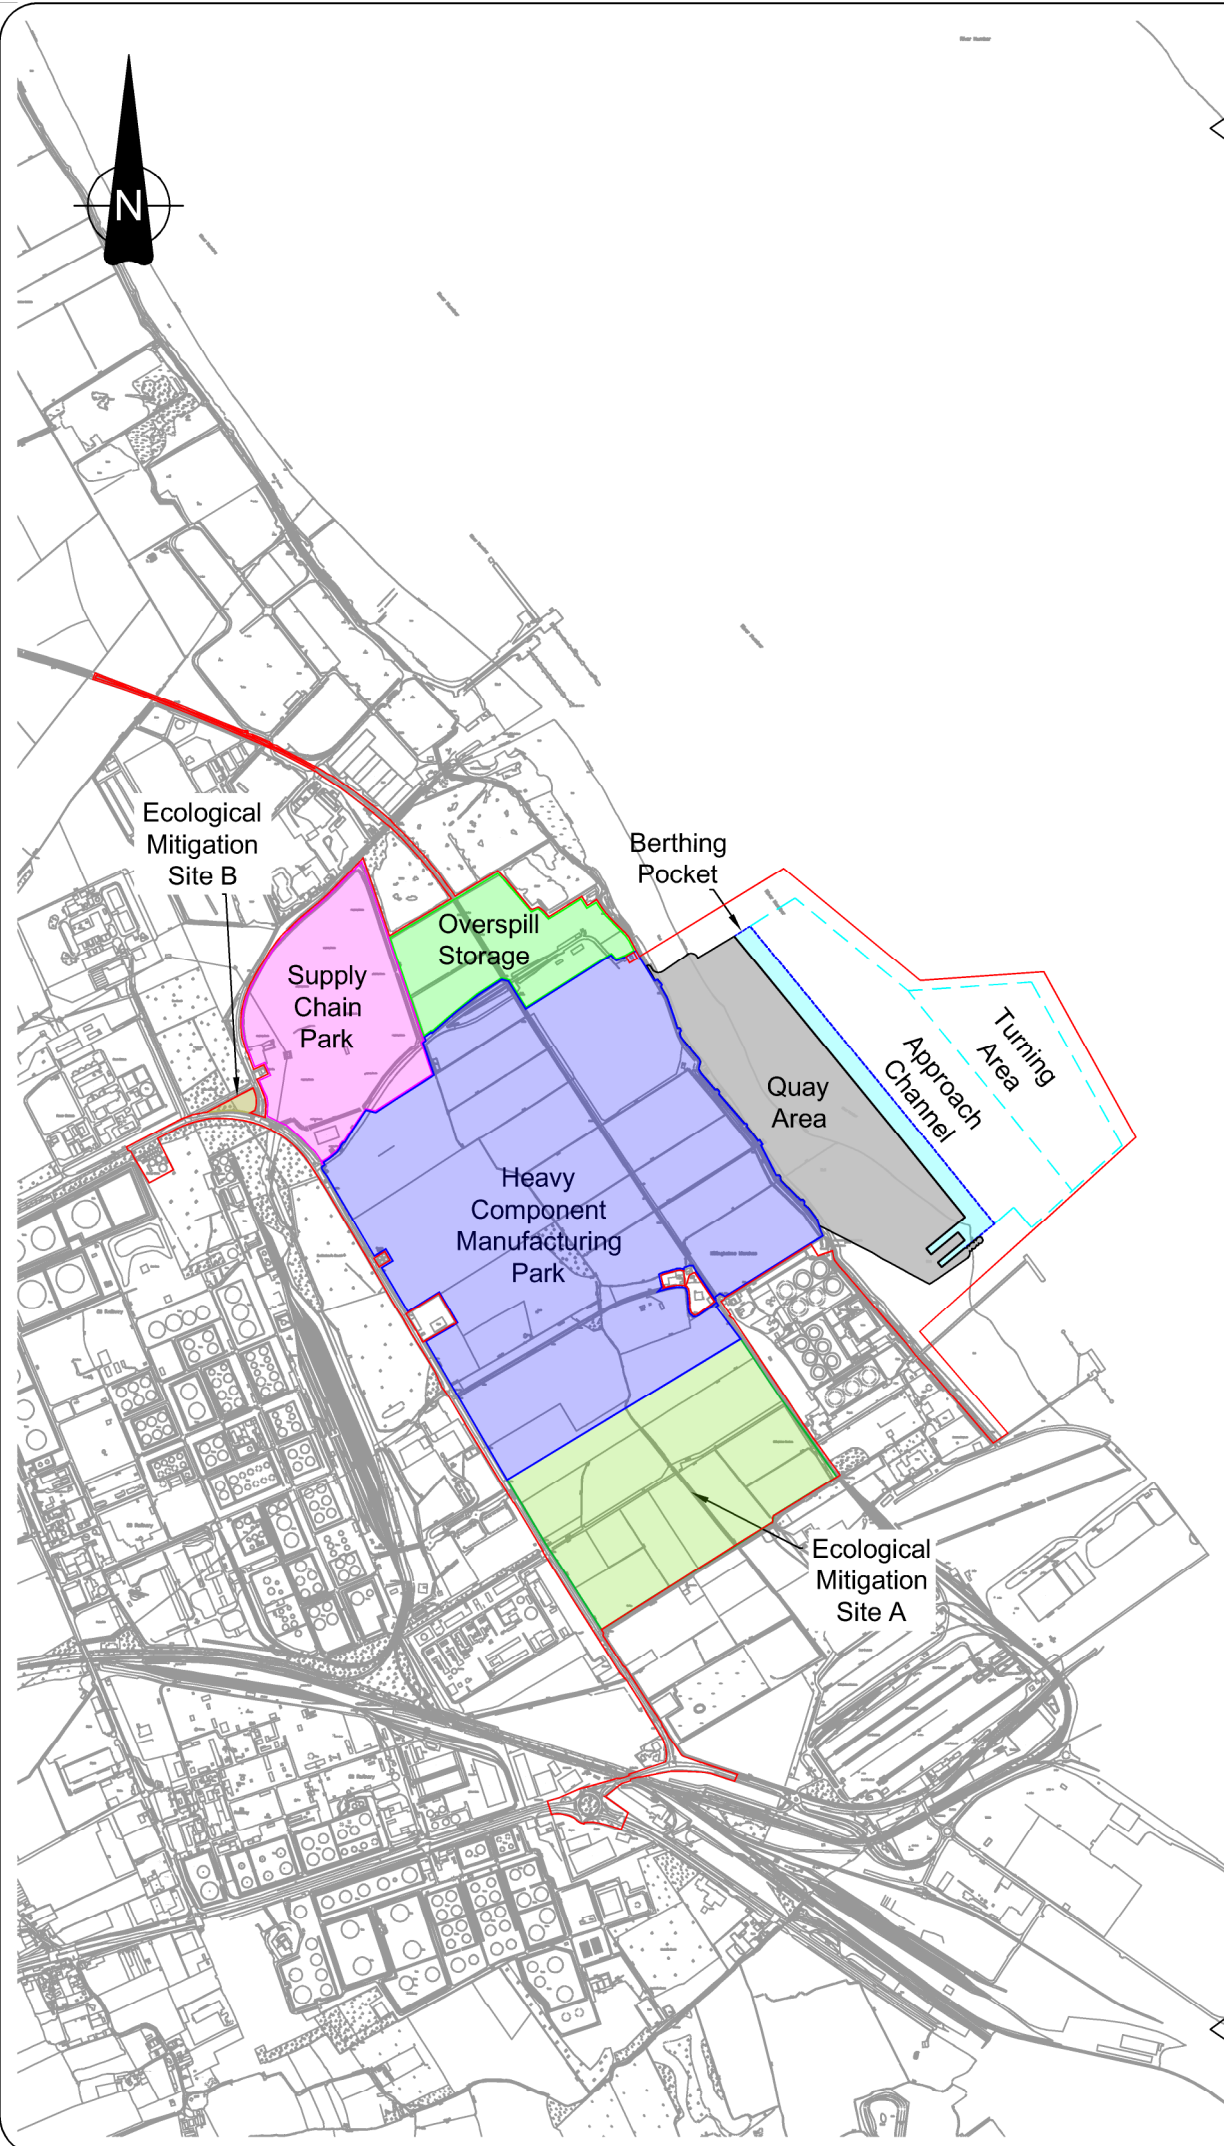 N
Ecological
Mitigation
Site B
Berthing
Pocket
Overspill
Storage
Supply
Chain
Park
Turning
Area
Approach
Channel
Quay
Area
Heavy
Component
Manufacturing
Park
Ecological
Mitigation
Site A